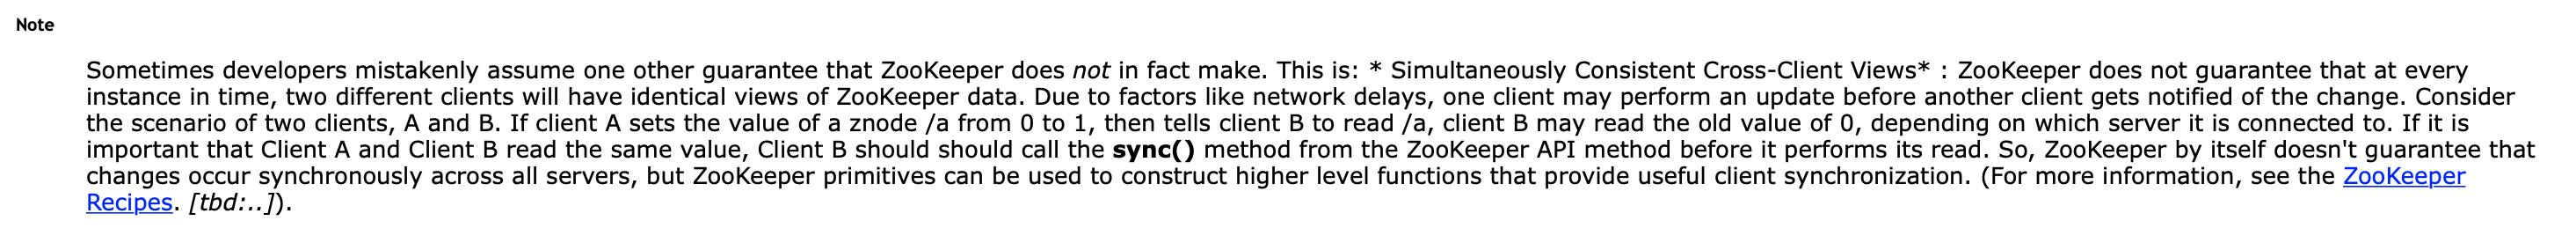 Note
Sometimes developers mistakenly assume one other guarantee that ZooKeeper does not in fact make. This is: * Simultaneously Consistent Cross-Client Views* : ZooKeeper does not guarantee that at every
instance in time, two different clients will have identical views of ZooKeeper data. Due to factors like network delays, one client may perform an update before another client gets notified of the change. Consider
the scenario of two clients, A and B. If client A sets the value of a znode /a from 0 to 1, then tells client B to read /a, client B may read the old value of 0, depending on which server it is connected to. If it is
important that Client A and Client B read the same value, Client B should should call the sync() method from the ZooKeeper API method before it performs its read. So, ZooKeeper by itself doesn't guarantee that
changes occur synchronously across all servers, but ZooKeeper primitives can be used to construct higher level functions that provide useful client synchronization. (For more information, see the ZooKeeper
Recipes. [tbd:..]).